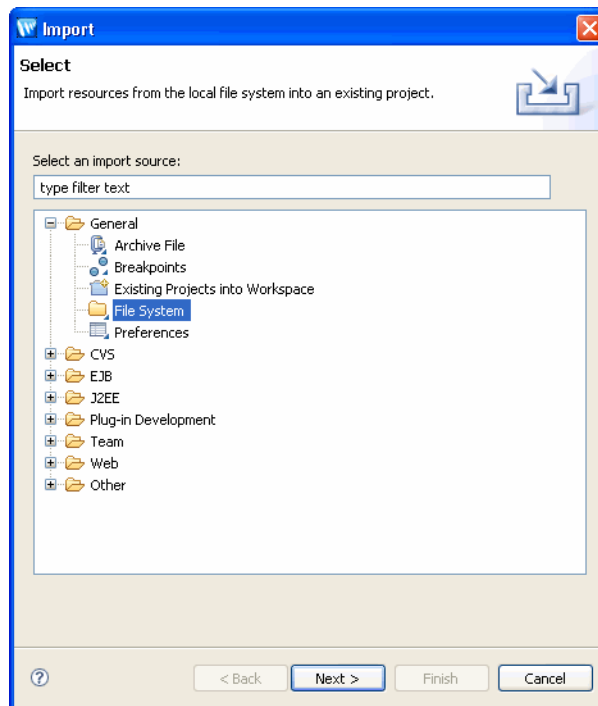 Import
Select
Import resources from the local file system into an existing project.
Select an import source:
type filter text
General
Archive File
Breakpoints
Existing Projects into Workspace
File System
Preferences
CVS
EJB
J2EE
Plug-in Development
Team
Web
Other
? < Back Next > Finish Cancel